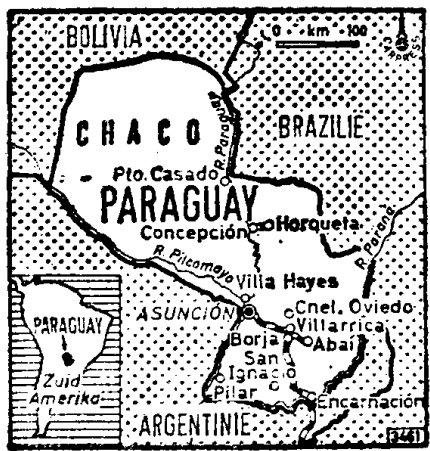 BOLIVIA
0 km 100
CARPRESS
CHACO
BRAZILIE
R. Paraguay
Pto. Casado
PARAGUAY
Concepción
Horqueta
R. Paraná
R. Pilcomayo
Villa Hayes
ASUNCIÓN
Cnel. Oviedo
Villarrica
Borja
Abaí
San
Ignacio
Pilar
Encarnación
PARAGUAY
Zuid
Amerika
ARGENTINIE
3461